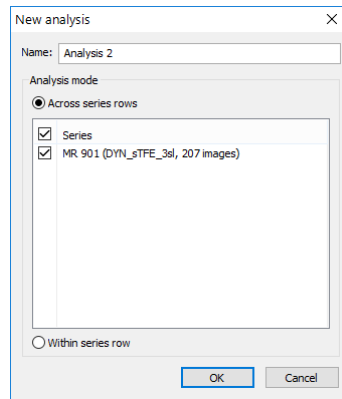 New analysis
Name: Analysis 2
Analysis mode
Across series rows
Series
MR 901 (DYN_sTFE_3sl, 207 images)
Within series row
OK Cancel